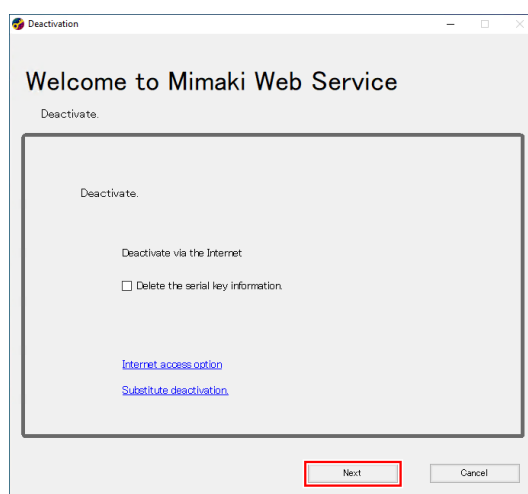 Deactivation
Welcome to Mimaki Web Service
Deactivate.
Deactivate.
Deactivate via the Internet
Delete the serial key information.
Internet access option
Substitute deactivation.
Next
Cancel